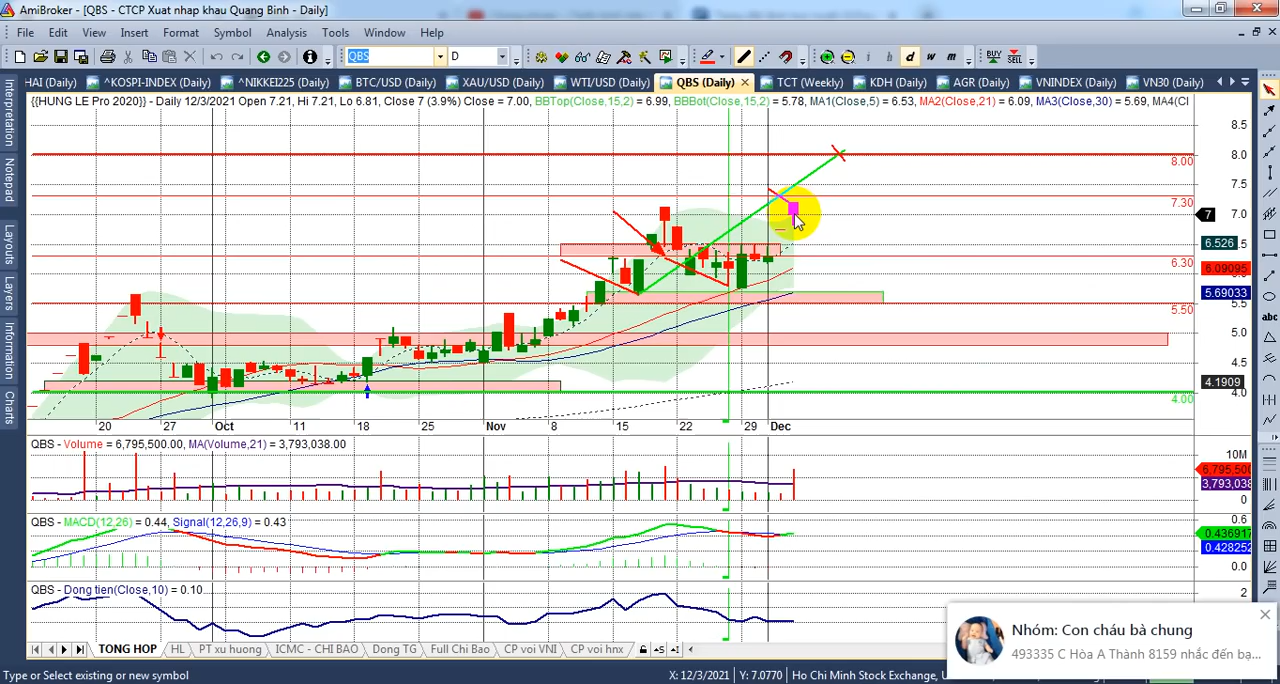 AmiBroker - [QBS - CTCP Xuat nhap khau Quang Binh - Daily]
File Edit View Insert Format Symbol Analysis Tools Window Help
QBS D i d w m BUY SELL
HAI (Daily) ^KOSPI-INDEX (Daily) ^NIKKEI225 (Daily) BTC/USD (Daily) XAU/USD (Daily) WTI/USD (Daily) QBS (Daily) TCT (Weekly) KDH (Daily) AGR (Daily) VNINDEX (Daily) VN30 (Daily)
{{HUNG LE Pro 2020}} - Daily 12/3/2021 Open 7.21, Hi 7.21, Lo 6.81, Close 7 (3.9%) Close = 7.00, BBTop(Close,15,2) = 6.99, BBBot(Close,15,2) = 5.78, MA1(Close,5) = 6.53, MA2(Close,21) = 6.09, MA3(Close,30) = 5.69, MA4(Cl
Interpretation
Notepad
Layouts
Layers
Information
Charts
abc
8.5
8.0
8.00
7.5
7.30
7 7.0
6.526
6.30
6.09095
5.69033
5.50
5.0
4.5
4.1909
4.0
4.00
20 27 Oct 11 18 25 Nov 8 15 22 29 Dec
QBS - Volume = 6,795,500.00, MA(Volume,21) = 3,793,038.00
10M
6,795,500
3,793,038
0
QBS - MACD(12,26) = 0.44, Signal(12,26,9) = 0.43
0.6
0.436917
0.428252
0.0
QBS - Dong tien(Close,10) = 0.10
2
Nhóm: Con cháu bà chung
493335 C Hòa A Thành 8159 nhắc đến bạ...
TONG HOP HL PT xu huong ICMC - CHI BAO Dong TG Full Chi Bao CP voi VNI CP voi hnx
Type or Select existing or new symbol X: 12/3/2021 Y: 7.0770 Ho Chi Minh Stock Exchange, U